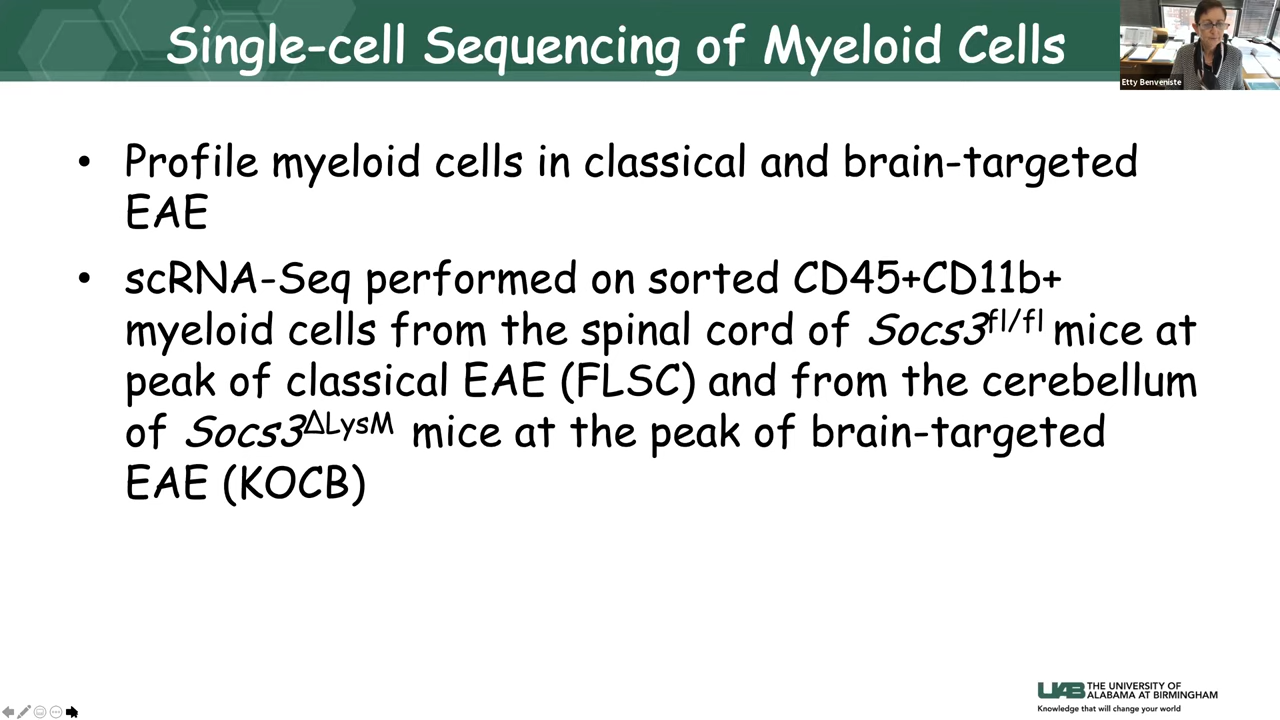 Single-cell Sequencing of Myeloid Cells
Etty Benveniste
• Profile myeloid cells in classical and brain-targeted
EAE
• scRNA-Seq performed on sorted CD45+CD11b+
myeloid cells from the spinal cord of Socs3fl/fl mice at
peak of classical EAE (FLSC) and from the cerebellum
of Socs3ΔLysM mice at the peak of brain-targeted
EAE (KOCB)
UAB THE UNIVERSITY OF
ALABAMA AT BIRMINGHAM
Knowledge that will change your world